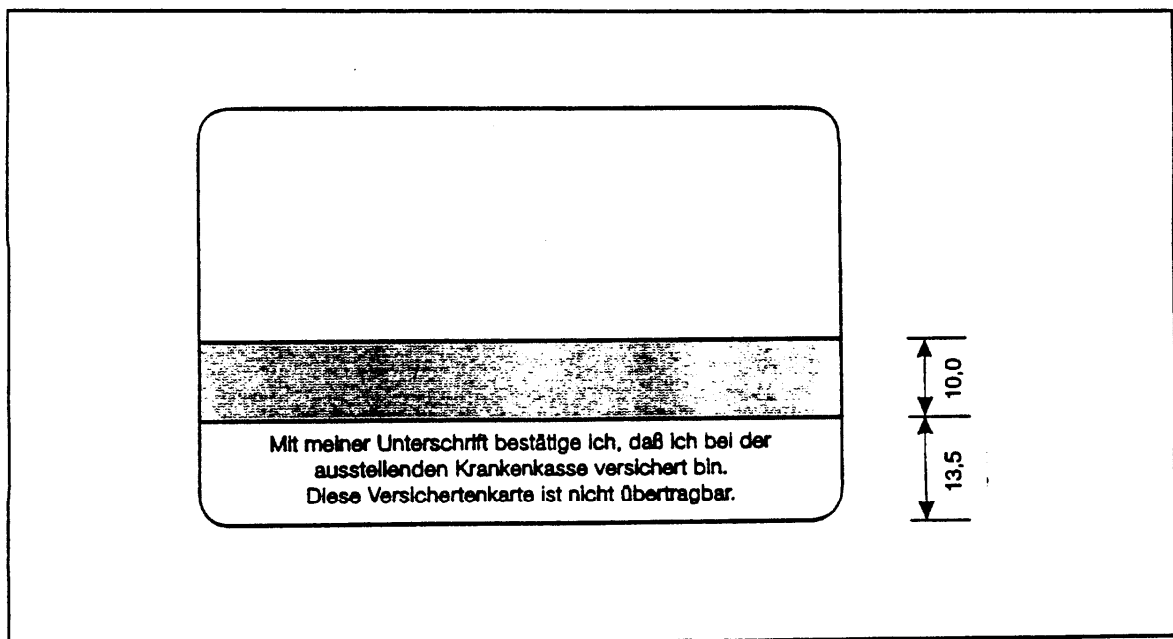 Mit meiner Unterschrift bestätige ich, daß ich bei der
ausstellenden Krankenkasse versichert bin.
Diese Versichertenkarte ist nicht übertragbar.
10,0
13,5